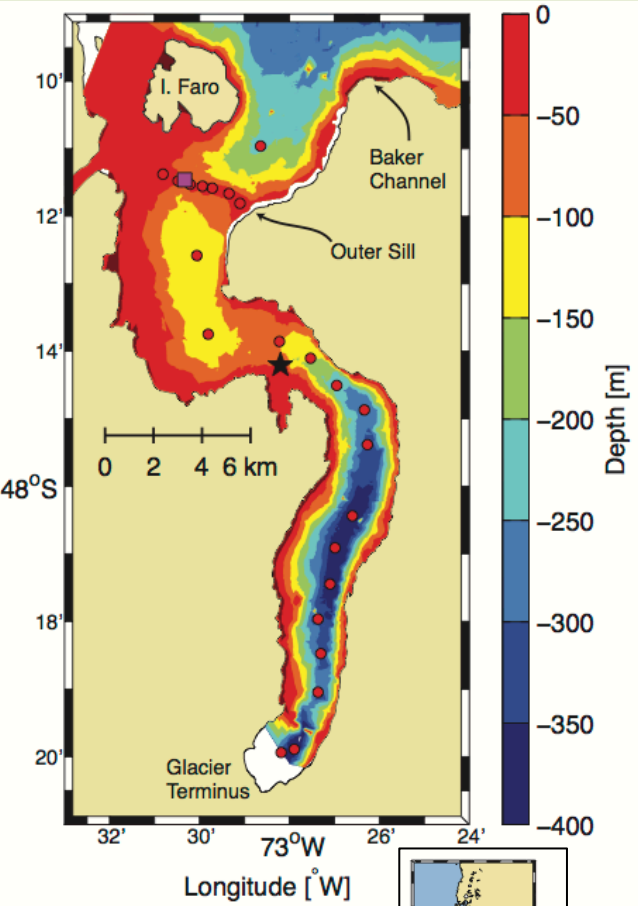 0
10'
I. Faro
−50
Baker
Channel
−100
12'
Outer Sill
−150
14'
−200
Depth [m]
0 2 4 6 km
48°S
−250
−300
18'
−350
20'
Glacier
Terminus
−400
32' 30' 73°W 26' 24'
Longitude [°W]